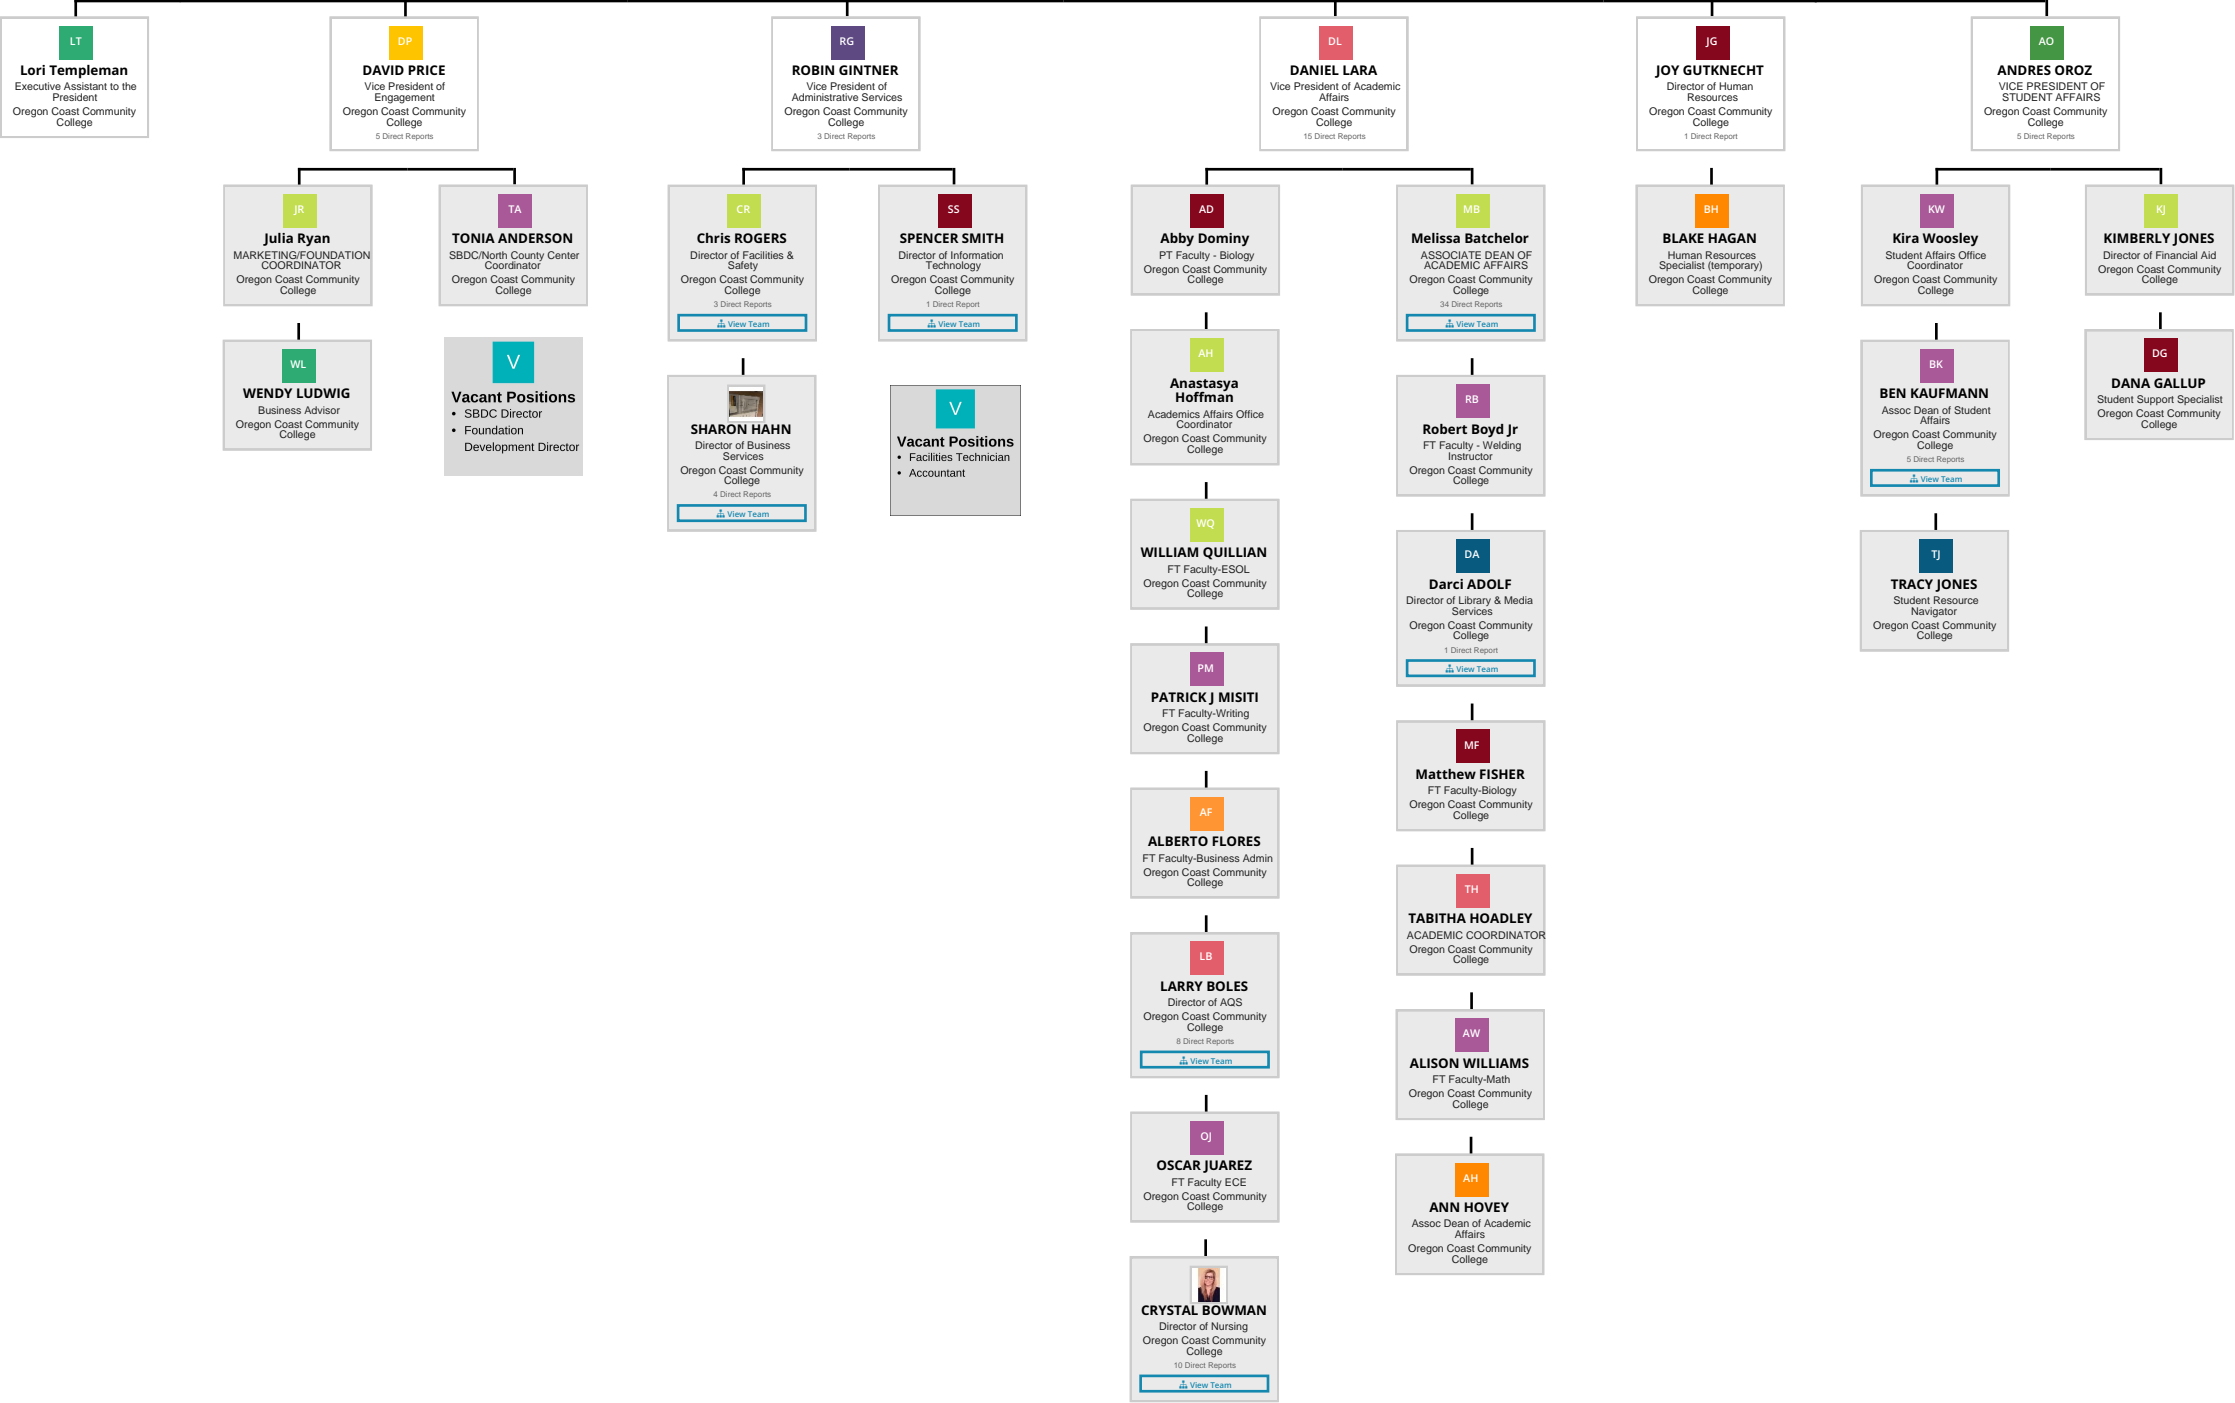 LT
Lori Templeman
Executive Assistant to the
President
Oregon Coast Community
College
DP
DAVID PRICE
Vice President of
Engagement
Oregon Coast Community
College
5 Direct Reports
RG
ROBIN GINTNER
Vice President of
Administrative Services
Oregon Coast Community
College
3 Direct Reports
DL
DANIEL LARA
Vice President of Academic
Affairs
Oregon Coast Community
College
15 Direct Reports
JG
JOY GUTKNECHT
Director of Human
Resources
Oregon Coast Community
College
1 Direct Report
AO
ANDRES OROZ
VICE PRESIDENT OF
STUDENT AFFAIRS
Oregon Coast Community
College
5 Direct Reports
JR
Julia Ryan
MARKETING/FOUNDATION
COORDINATOR
Oregon Coast Community
College
WL
WENDY LUDWIG
Business Advisor
Oregon Coast Community
College
TA
TONIA ANDERSON
SBDC/North County Center
Coordinator
Oregon Coast Community
College
V
Vacant Positions
• SBDC Director
• Foundation
Development Director
CR
Chris ROGERS
Director of Facilities &
Safety
Oregon Coast Community
College
3 Direct Reports
View Team
SHARON HAHN
Director of Business
Services
Oregon Coast Community
College
4 Direct Reports
View Team
SS
SPENCER SMITH
Director of Information
Technology
Oregon Coast Community
College
1 Direct Report
View Team
V
Vacant Positions
• Facilities Technician
• Accountant
AD
Abby Dominy
PT Faculty - Biology
Oregon Coast Community
College
AH
Anastasya
Hoffman
Academics Affairs Office
Coordinator
Oregon Coast Community
College
WQ
WILLIAM QUILLIAN
FT Faculty-ESOL
Oregon Coast Community
College
PM
PATRICK J MISITI
FT Faculty-Writing
Oregon Coast Community
College
AF
ALBERTO FLORES
FT Faculty-Business Admin
Oregon Coast Community
College
LB
LARRY BOLES
Director of AQS
Oregon Coast Community
College
8 Direct Reports
View Team
OJ
OSCAR JUAREZ
FT Faculty ECE
Oregon Coast Community
College
CRYSTAL BOWMAN
Director of Nursing
Oregon Coast Community
College
10 Direct Reports
View Team
MB
Melissa Batchelor
ASSOCIATE DEAN OF
ACADEMIC AFFAIRS
Oregon Coast Community
College
34 Direct Reports
View Team
RB
Robert Boyd Jr
FT Faculty - Welding
Instructor
Oregon Coast Community
College
DA
Darci ADOLF
Director of Library & Media
Services
Oregon Coast Community
College
1 Direct Report
View Team
MF
Matthew FISHER
FT Faculty-Biology
Oregon Coast Community
College
TH
TABITHA HOADLEY
ACADEMIC COORDINATOR
Oregon Coast Community
College
AW
ALISON WILLIAMS
FT Faculty-Math
Oregon Coast Community
College
AH
ANN HOVEY
Assoc Dean of Academic
Affairs
Oregon Coast Community
College
BH
BLAKE HAGAN
Human Resources
Specialist (temporary)
Oregon Coast Community
College
KW
Kira Woosley
Student Affairs Office
Coordinator
Oregon Coast Community
College
BK
BEN KAUFMANN
Assoc Dean of Student
Affairs
Oregon Coast Community
College
5 Direct Reports
View Team
TJ
TRACY JONES
Student Resource
Navigator
Oregon Coast Community
College
KJ
KIMBERLY JONES
Director of Financial Aid
Oregon Coast Community
College
DG
DANA GALLUP
Student Support Specialist
Oregon Coast Community
College